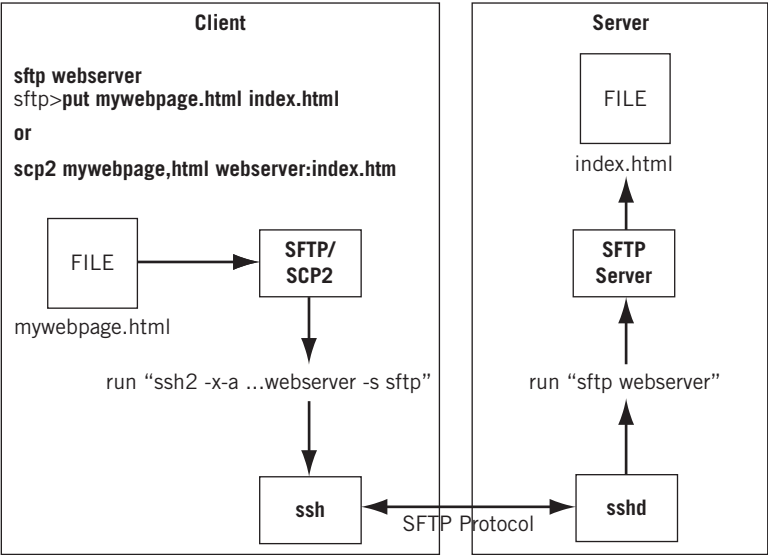 Client
sftp webserver
sftp>put mywebpage.html index.html
or
scp2 mywebpage,html webserver:index.htm
FILE
mywebpage.html
SFTP/
SCP2
run “ssh2 -x-a ...webserver -s sftp”
ssh
SFTP Protocol
Server
FILE
index.html
SFTP
Server
run “sftp webserver”
sshd